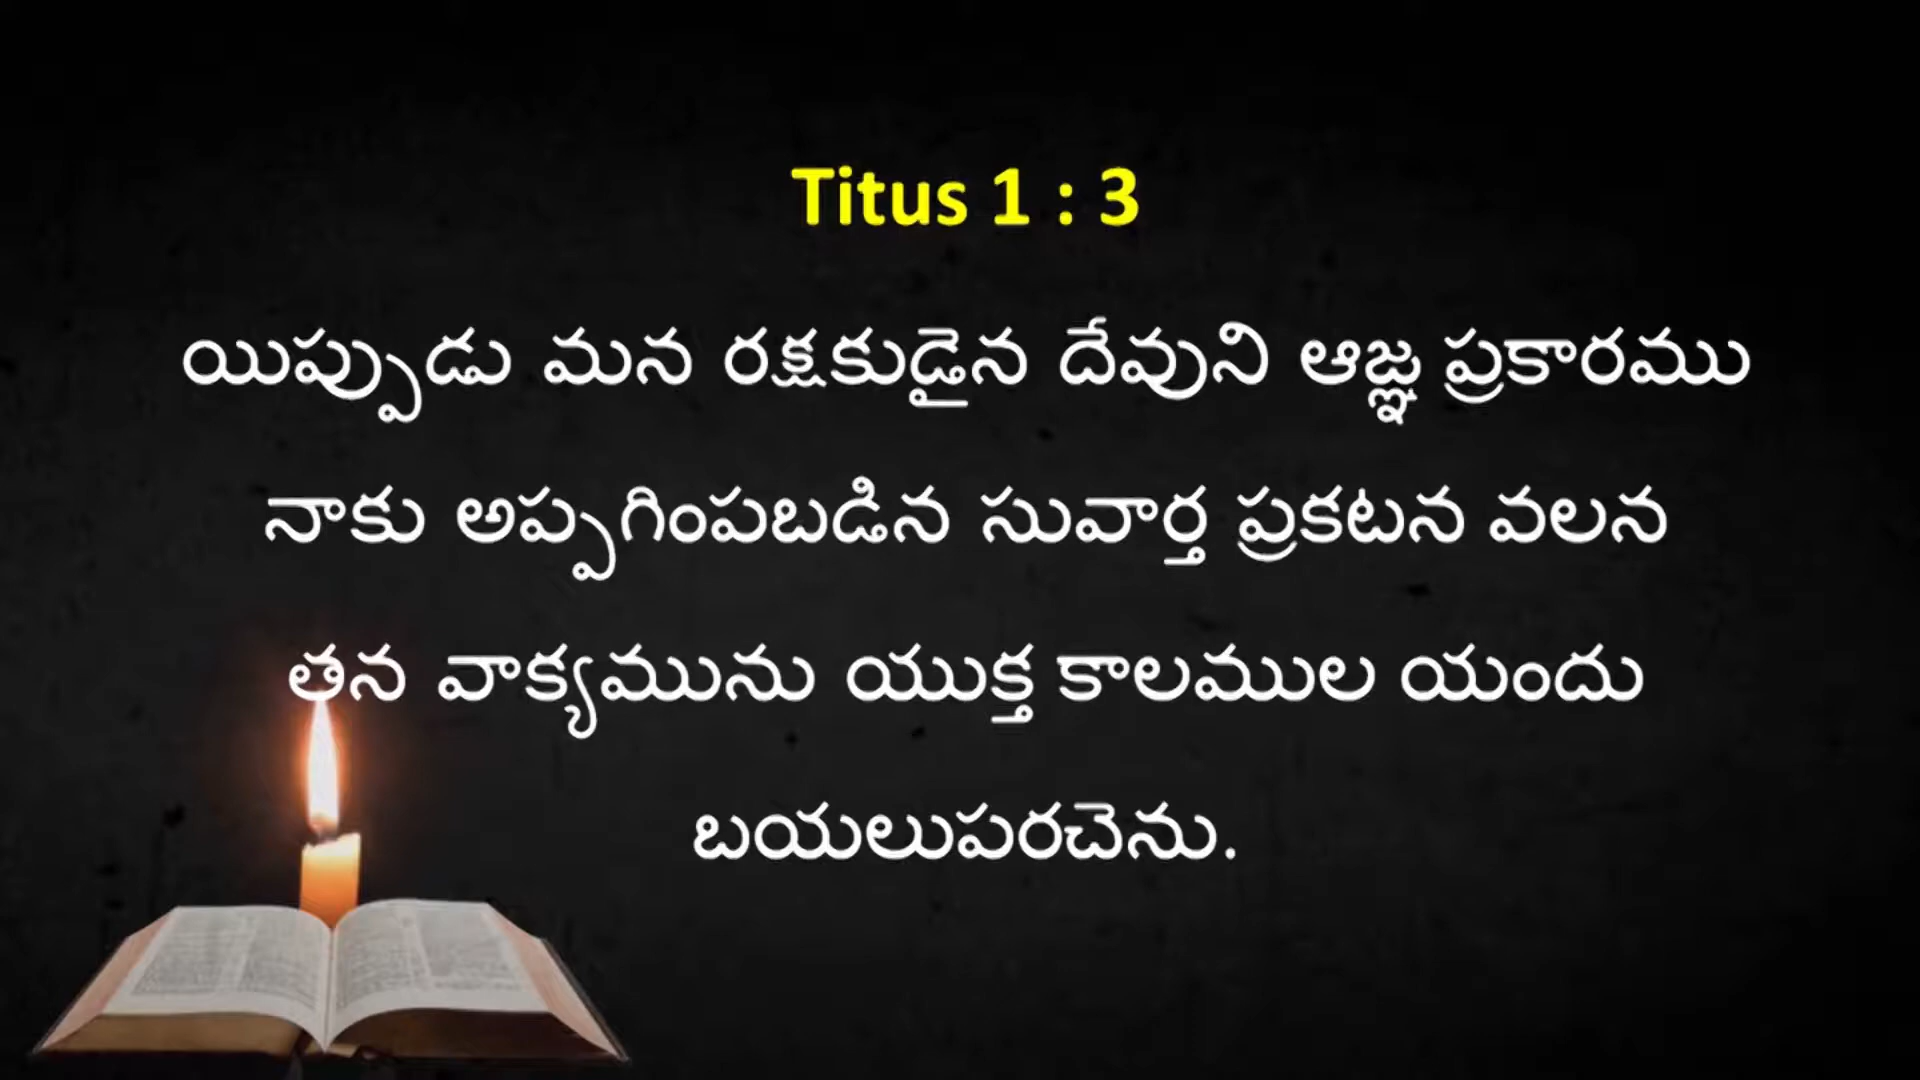 Titus 1 : 3
యిప్పుడు మన రక్షకుడైన దేవుని ఆజ్ఞ ప్రకారము
నాకు అప్పగింపబడిన సువార్త ప్రకటన వలన
తన వాక్యమును యుక్త కాలముల యందు
బయలుపరచెను.